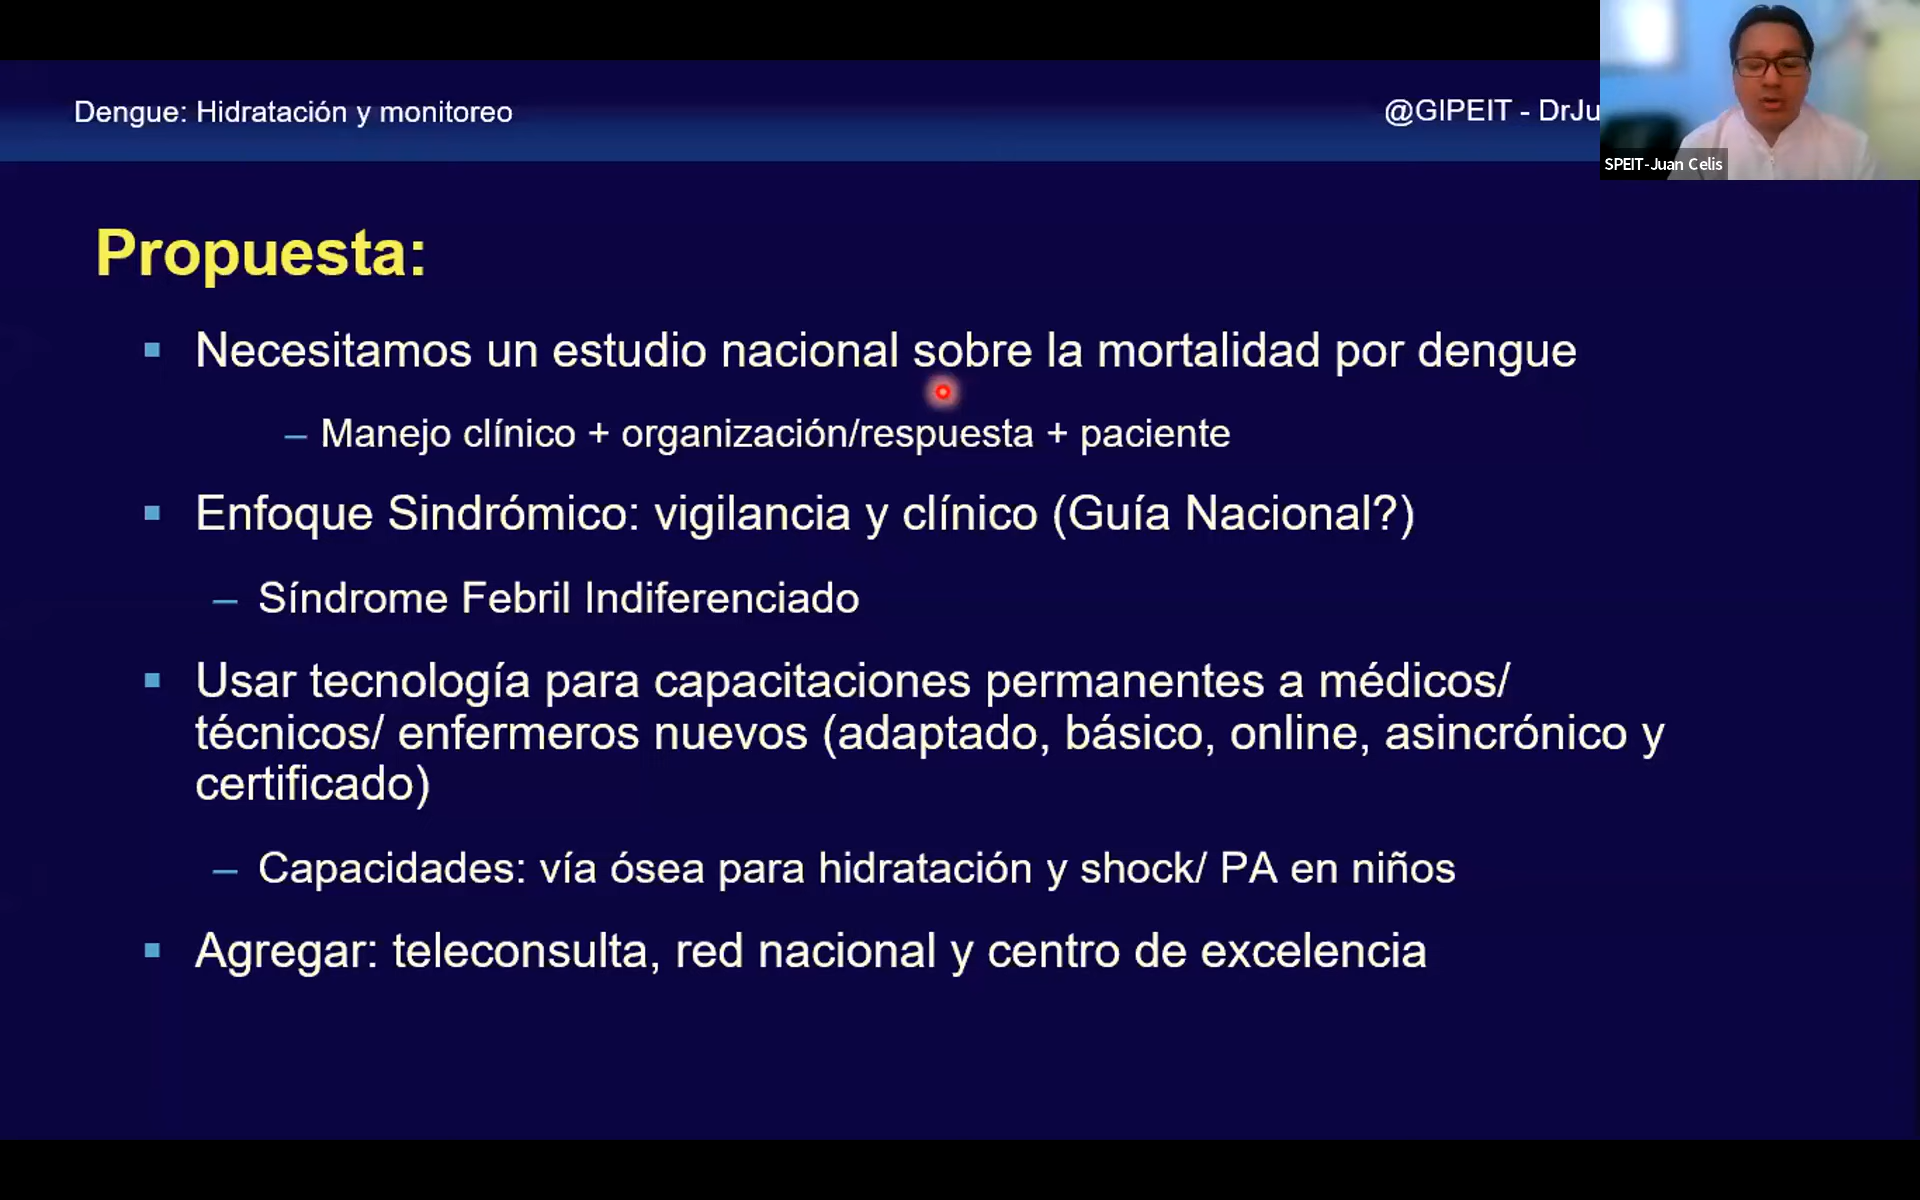 Dengue: Hidratación y monitoreo
@GIPEIT - DrJu
SPEIT-Juan Celis
Propuesta:
▪ Necesitamos un estudio nacional sobre la mortalidad por dengue
– Manejo clínico + organización/respuesta + paciente
▪ Enfoque Sindrómico: vigilancia y clínico (Guía Nacional?)
– Síndrome Febril Indiferenciado
▪ Usar tecnología para capacitaciones permanentes a médicos/
técnicos/ enfermeros nuevos (adaptado, básico, online, asincrónico y
certificado)
– Capacidades: vía ósea para hidratación y shock/ PA en niños
▪ Agregar: teleconsulta, red nacional y centro de excelencia